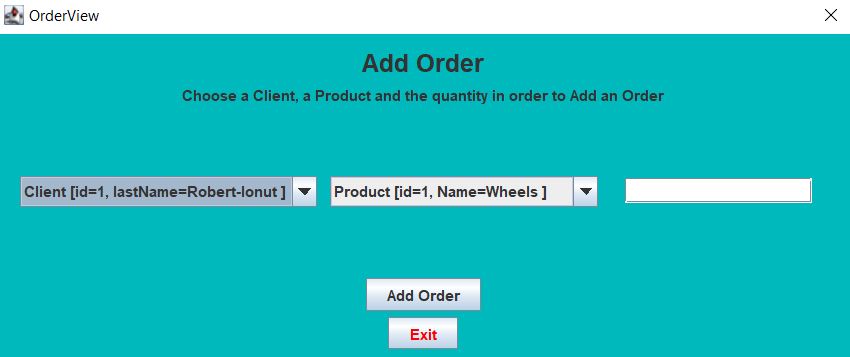 OrderView
Add Order
Choose a Client, a Product and the quantity in order to Add an Order
Client [id=1, lastName=Robert-Ionut ]
Product [id=1, Name=Wheels ]
Add Order
Exit